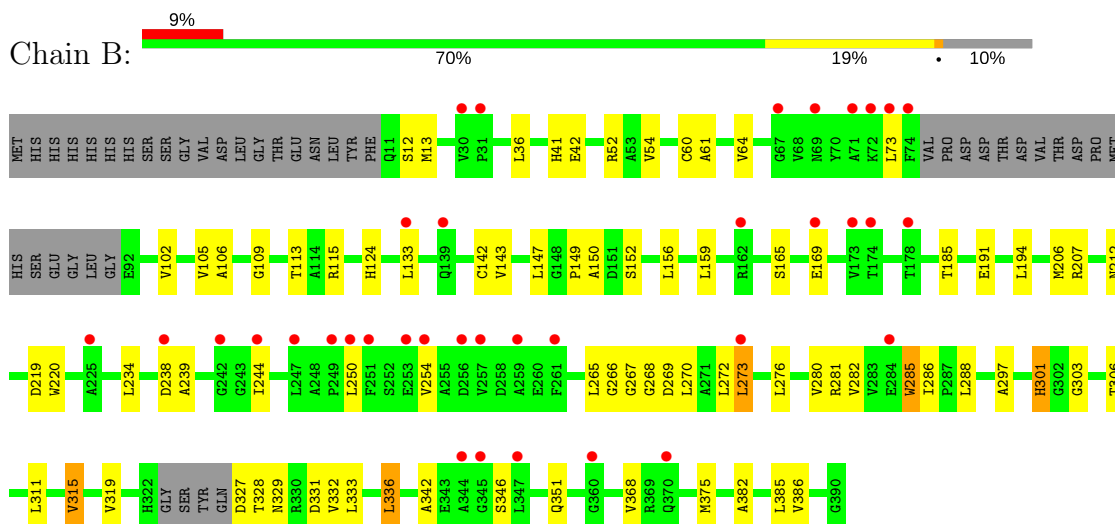 9%
Chain B:
70% 19% • 10%
MET HIS HIS HIS HIS HIS HIS SER SER GLY VAL ASP LEU GLY THR GLU ASN LEU TYR PHE Q11 S12 M13 V30 P31 L36 H41 E42 R52 A53 V54 C60 A61 V64 G67 V68 N69 Y70 A71 K72 L73 F74 VAL PRO ASP ASP THR ASP VAL THR ASP PRO MET
HIS SER GLU GLY LEU GLY E92 V102 V105 A106 G109 T113 A114 R115 H124 L133 Q139 C142 V143 L147 G148 P149 A150 D151 S152 L156 L159 R162 S165 E169 V173 T174 T178 T185 E191 L194 M206 R207
D219 W220 A225 L234 D238 A239 G242 G243 I244 L247 A248 P249 L250 F251 S252 E253 V254 A255 D256 V257 D258 A259 E260 F261 L265 G266 G267 G268 D269 L270 A271 L272 L273 L276 V280 R281 V282 V283 E284 W285 I286 P287 L288 A297 H301 G302 G303 T306
L311 V315 V319 H322 GLY SER TYR GLN D327 T328 N329 R330 D331 V332 L333 L336 A342 E343 A344 G345 S346 L347 Q351 G360 V368 R369 Q370 M375 A382 L385 V386 G390